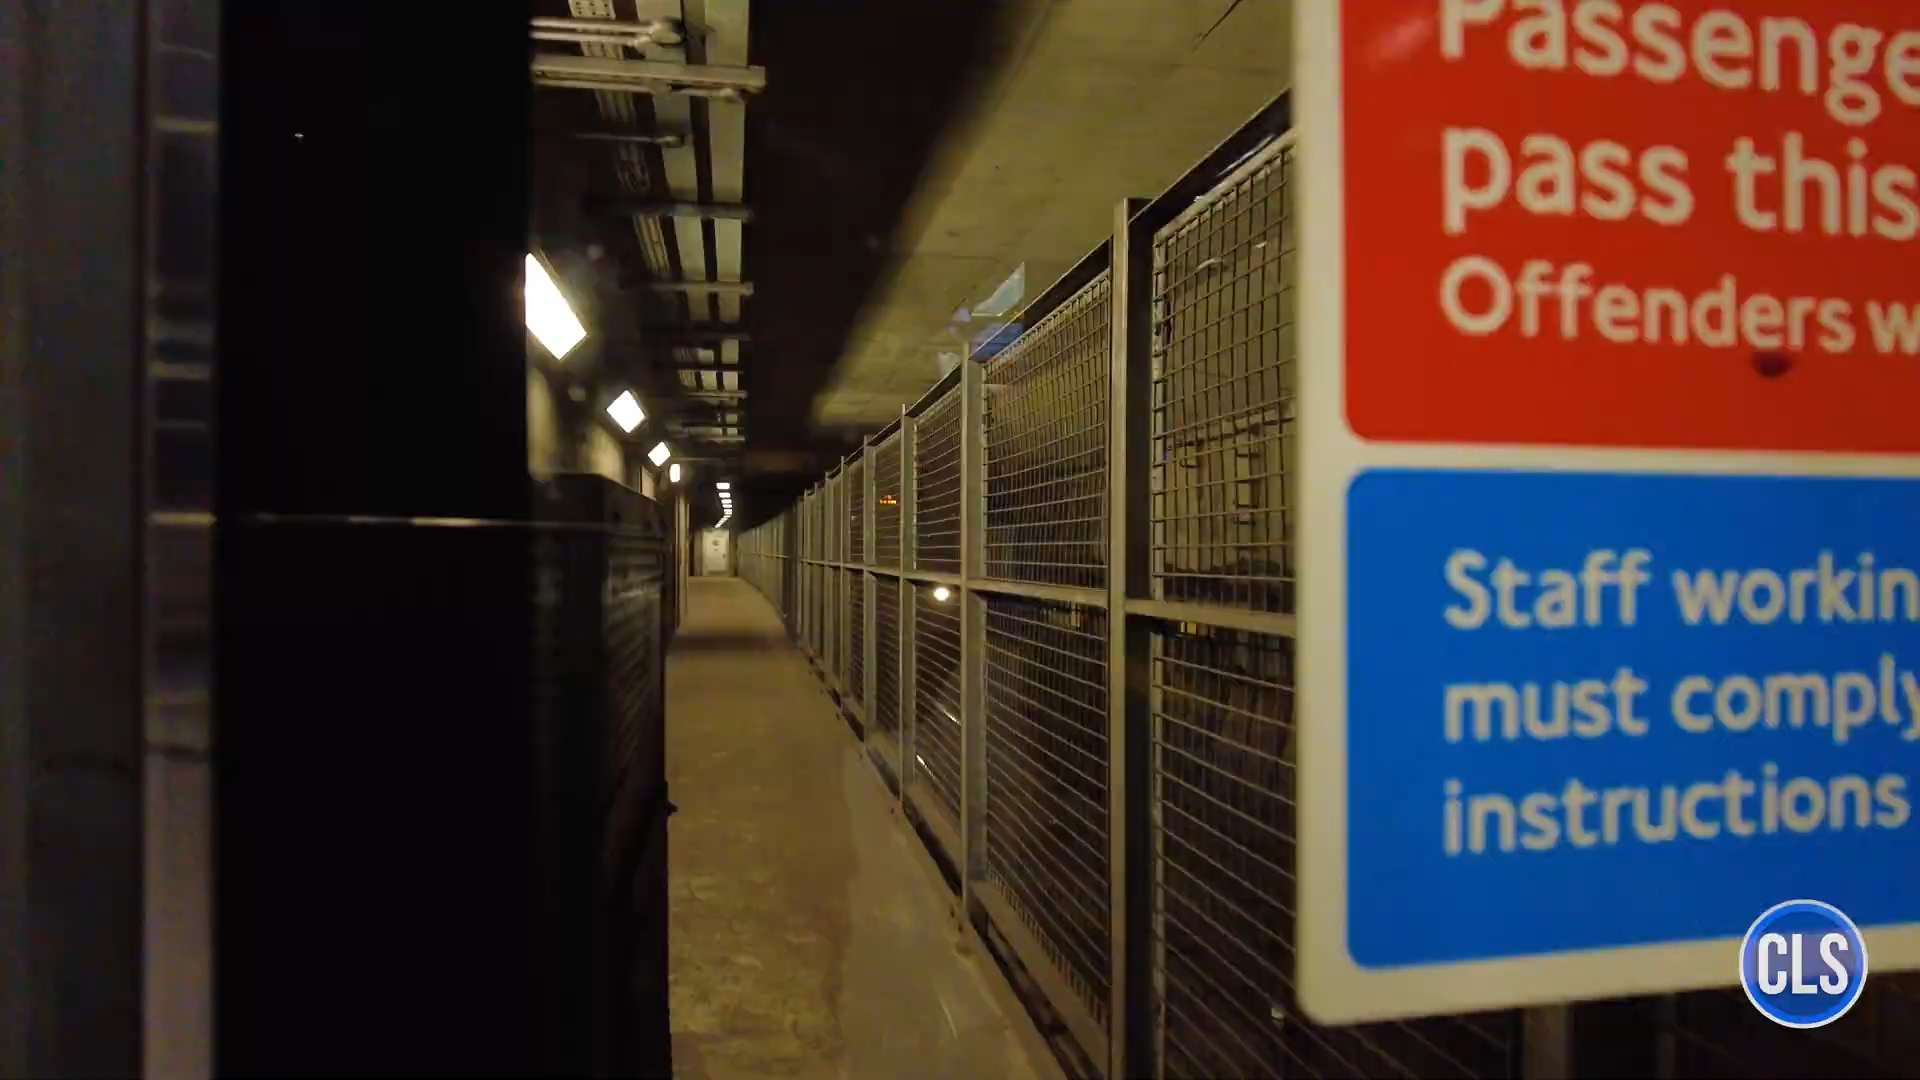 Passenge
pass this
Offenders w
Staff workin
must comply
instructions
CLS